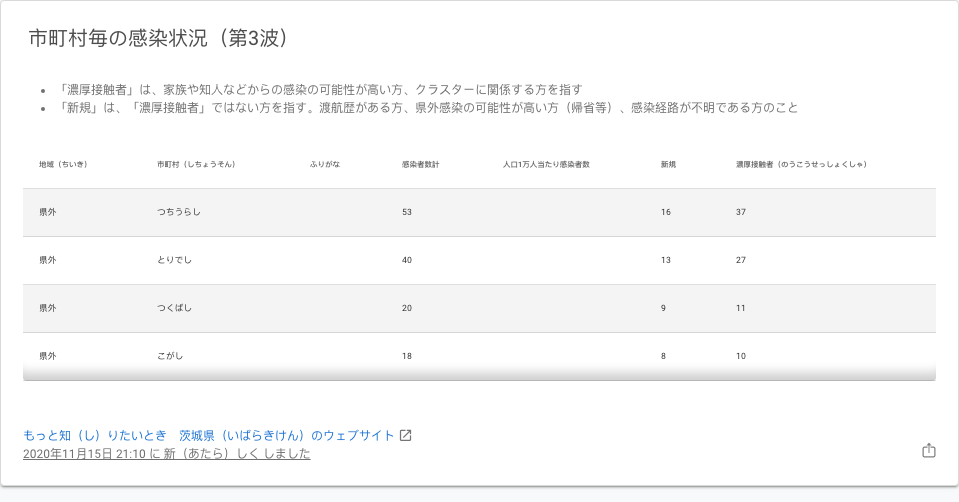 市町村毎の感染状況（第3波）
「濃厚接触者」は、家族や知人などからの感染の可能性が高い方、クラスターに関係する方を指す
「新規」は、「濃厚接触者」ではない方を指す。渡航歴がある方、県外感染の可能性が高い方（帰省等）、感染経路が不明である方のこと
地域（ちいき） 市町村（しちょうそん） ふりがな 感染者数計 人口1万人当たり感染者数 新規 濃厚接触者（のうこうせっしょくしゃ）
県外 つちうらし 53 16 37
県外 とりでし 40 13 27
県外 つくばし 20 9 11
県外 こがし 18 8 10
もっと知（し）りたいとき　茨城県（いばらきけん）のウェブサイト
2020年11月15日 21:10 に 新（あたら）しく しました